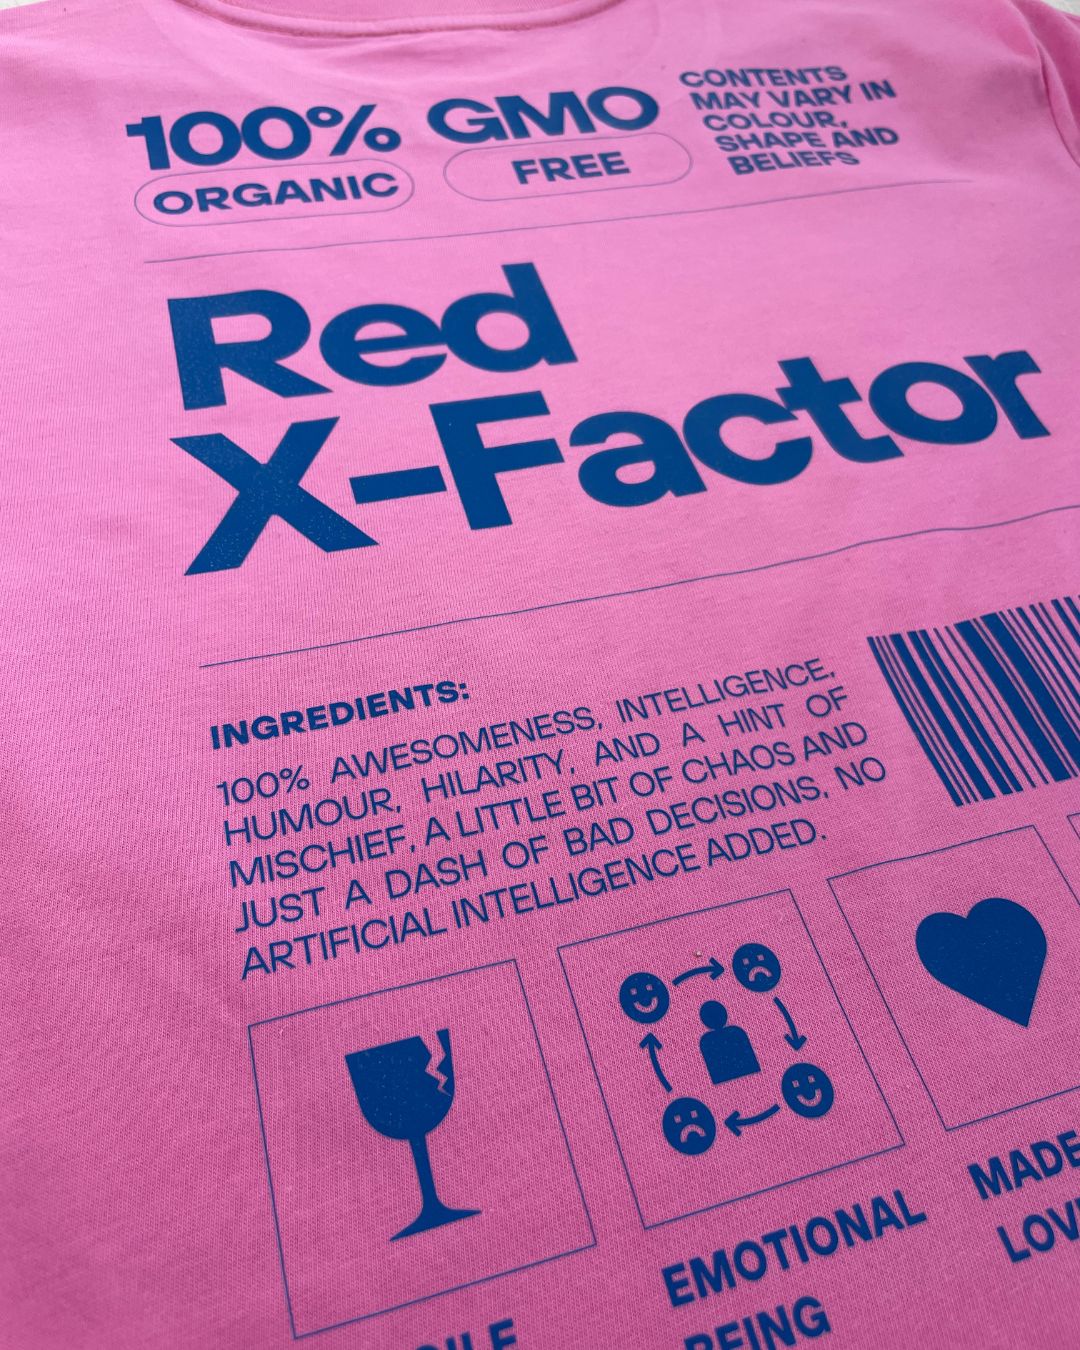 100% GMO
ORGANIC FREE
CONTENTS
MAY VARY IN
COLOUR,
SHAPE AND
BELIEFS
Red
X-Factor
INGREDIENTS:
100% AWESOMENESS, INTELLIGENCE,
HUMOUR, HILARITY, AND A HINT OF
MISCHIEF, A LITTLE BIT OF CHAOS AND
JUST A DASH OF BAD DECISIONS, NO
ARTIFICIAL INTELLIGENCE ADDED.
EMOTIONAL
BEING
MADE